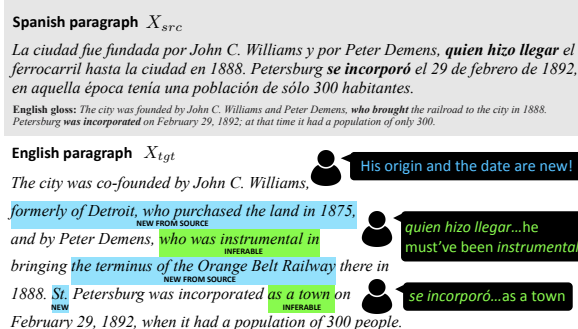 Spanish paragraph X_src
La ciudad fue fundada por John C. Williams y por Peter Demens, quien hizo llegar el
ferrocarril hasta la ciudad en 1888. Petersburg se incorporó el 29 de febrero de 1892,
en aquella época tenía una población de sólo 300 habitantes.
English gloss: The city was founded by John C. Williams and Peter Demens, who brought the railroad to the city in 1888.
Petersburg was incorporated on February 29, 1892; at that time it had a population of only 300.
English paragraph X_tgt
His origin and the date are new!
The city was co-founded by John C. Williams,
formerly of Detroit, who purchased the land in 1875,
NEW FROM SOURCE
quien hizo llegar...he
must've been instrumental
and by Peter Demens, who was instrumental in
INFERABLE
bringing the terminus of the Orange Belt Railway there in
NEW FROM SOURCE
1888. St. Petersburg was incorporated as a town on
NEW
INFERABLE
se incorporó...as a town
February 29, 1892, when it had a population of 300 people.